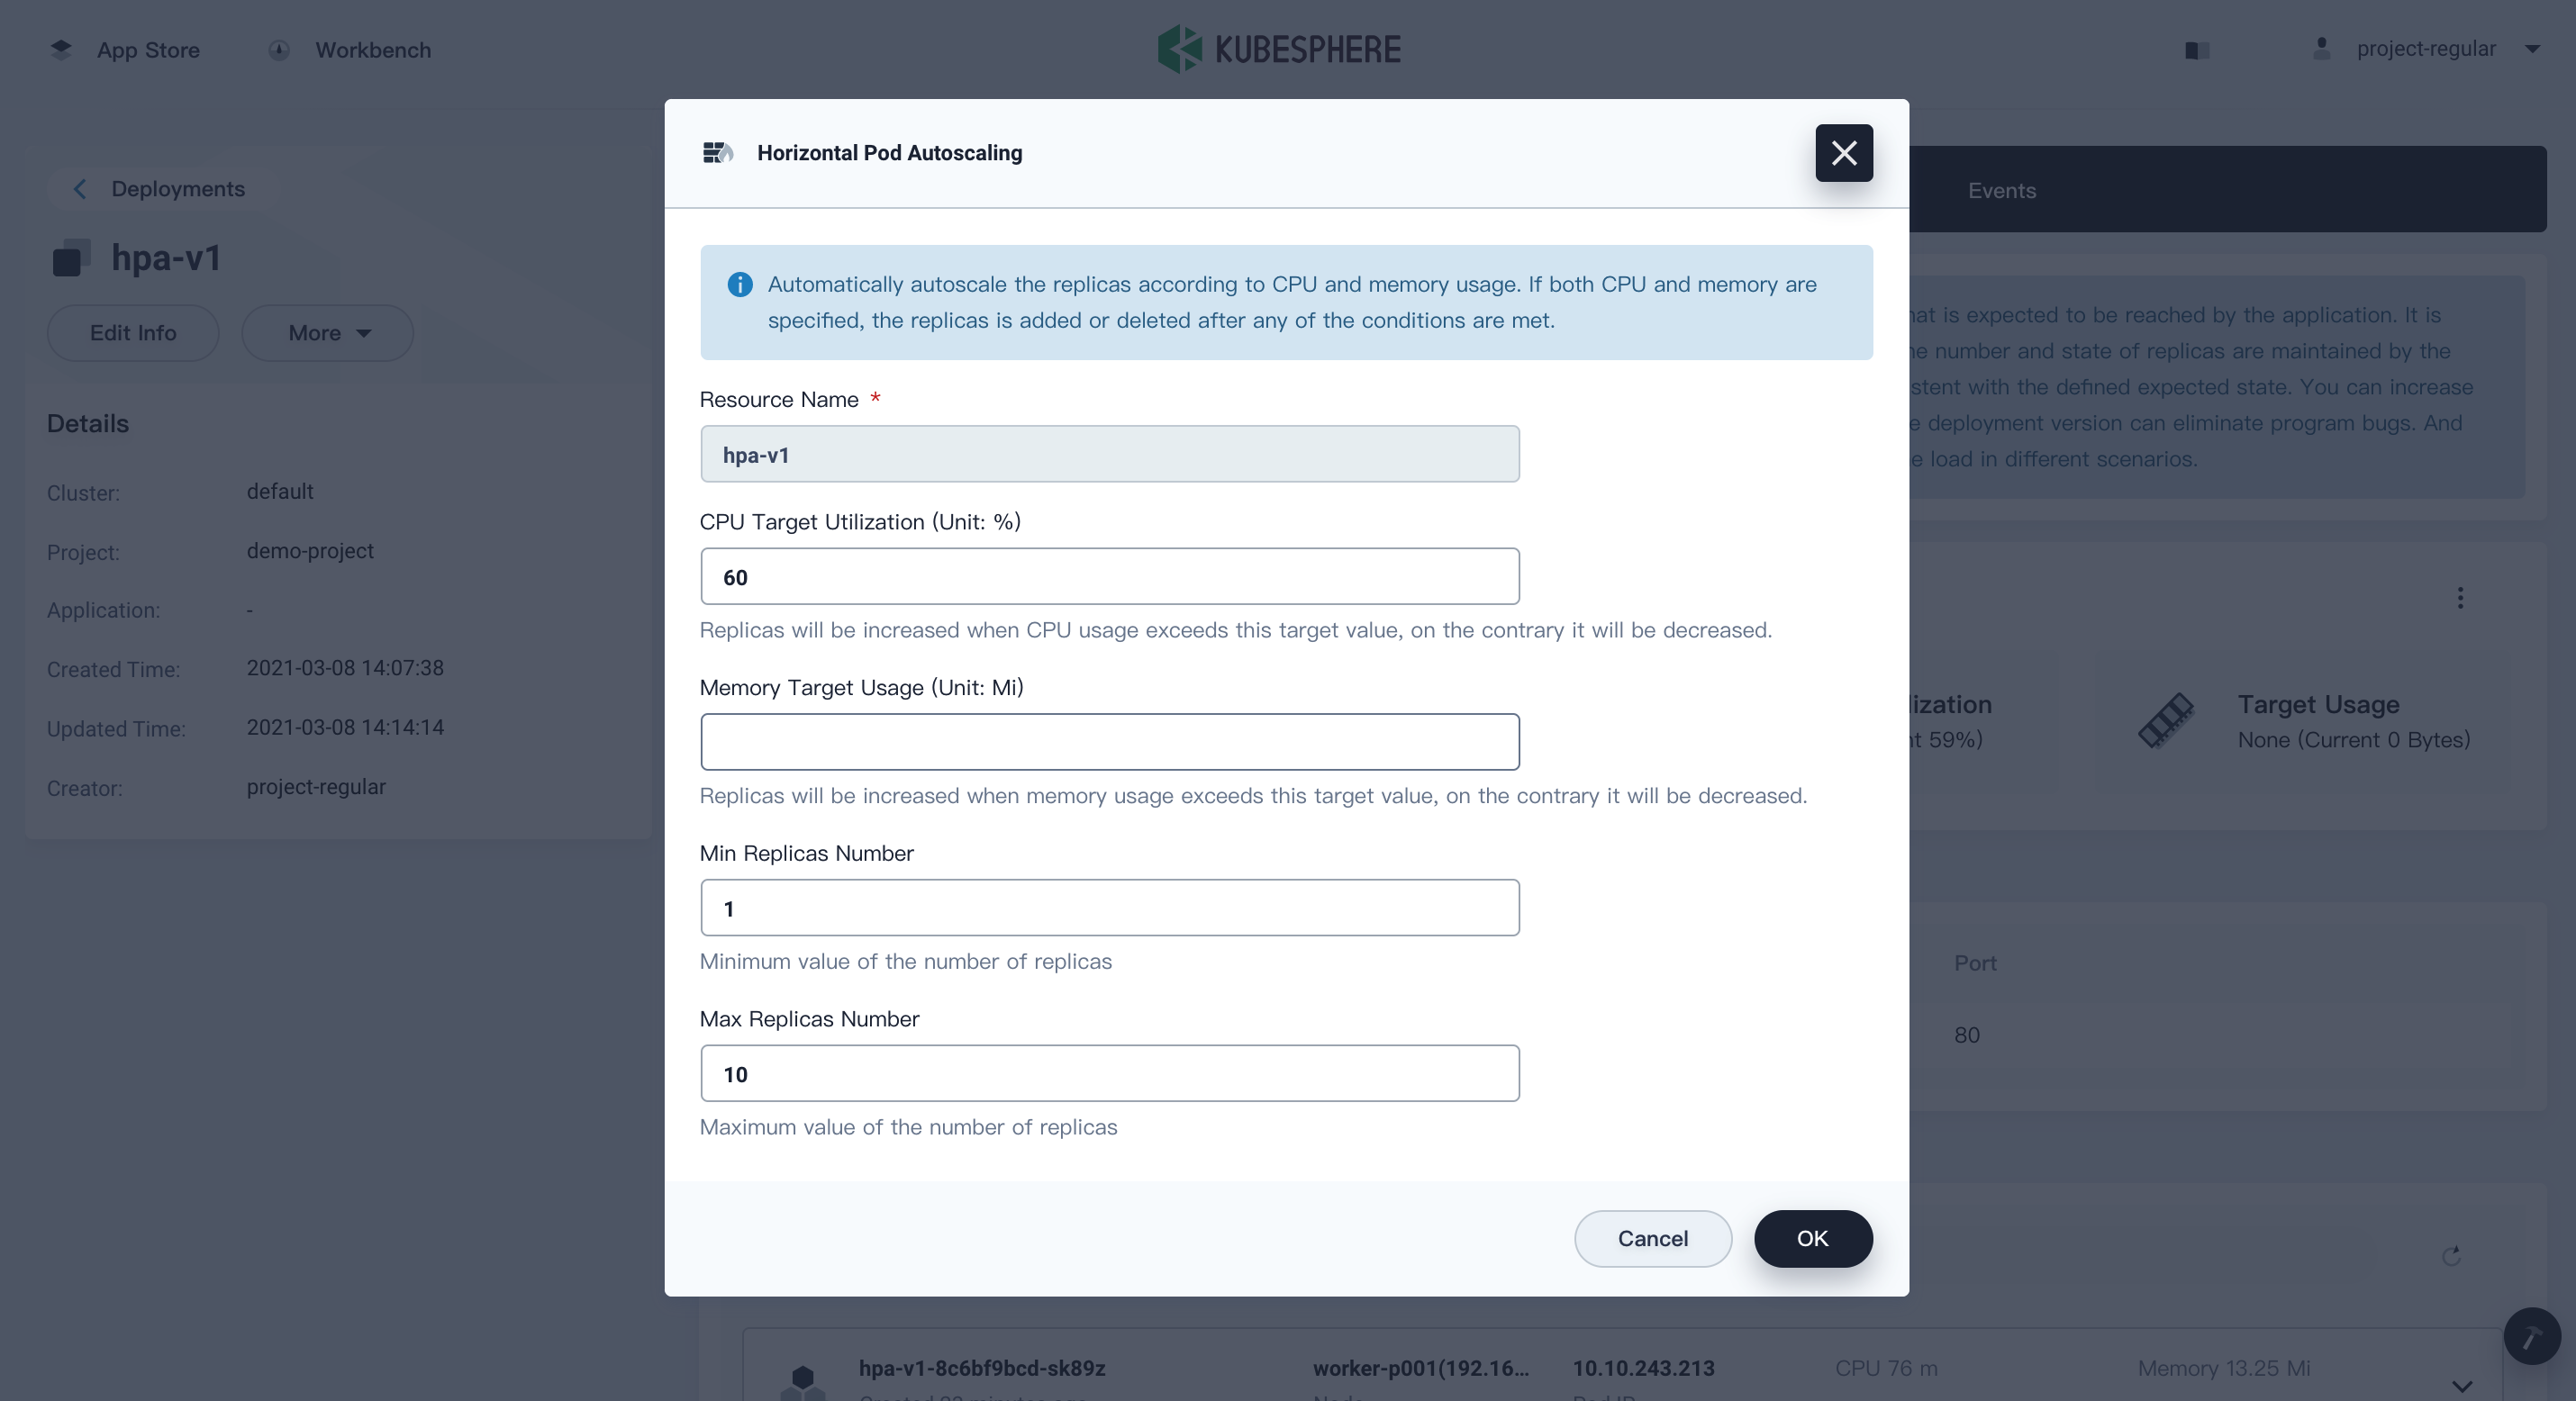 App Store
Workbench
KUBESPHERE
project-regular
Horizontal Pod Autoscaling
Deployments
Events
hpa-v1
Edit Info
More
Details
Cluster: default
Project: demo-project
Application: -
Created Time: 2021-03-08 14:07:38
Updated Time: 2021-03-08 14:14:14
Creator: project-regular
Automatically autoscale the replicas according to CPU and memory usage. If both CPU and memory are
specified, the replicas is added or deleted after any of the conditions are met.
Resource Name *
hpa-v1
CPU Target Utilization (Unit: %)
60
Replicas will be increased when CPU usage exceeds this target value, on the contrary it will be decreased.
Memory Target Usage (Unit: Mi)
Replicas will be increased when memory usage exceeds this target value, on the contrary it will be decreased.
Min Replicas Number
1
Minimum value of the number of replicas
Max Replicas Number
10
Maximum value of the number of replicas
Cancel
OK
is expected to be reached by the application. It is
number and state of replicas are maintained by the
with the defined expected state. You can increase
deployment version can eliminate program bugs. And
load in different scenarios.
59%)
Target Usage
None (Current 0 Bytes)
Port
80
hpa-v1-8c6bf9bcd-sk89z
worker-p001(192.16...
10.10.243.213
CPU 76 m
Memory 13.25 Mi